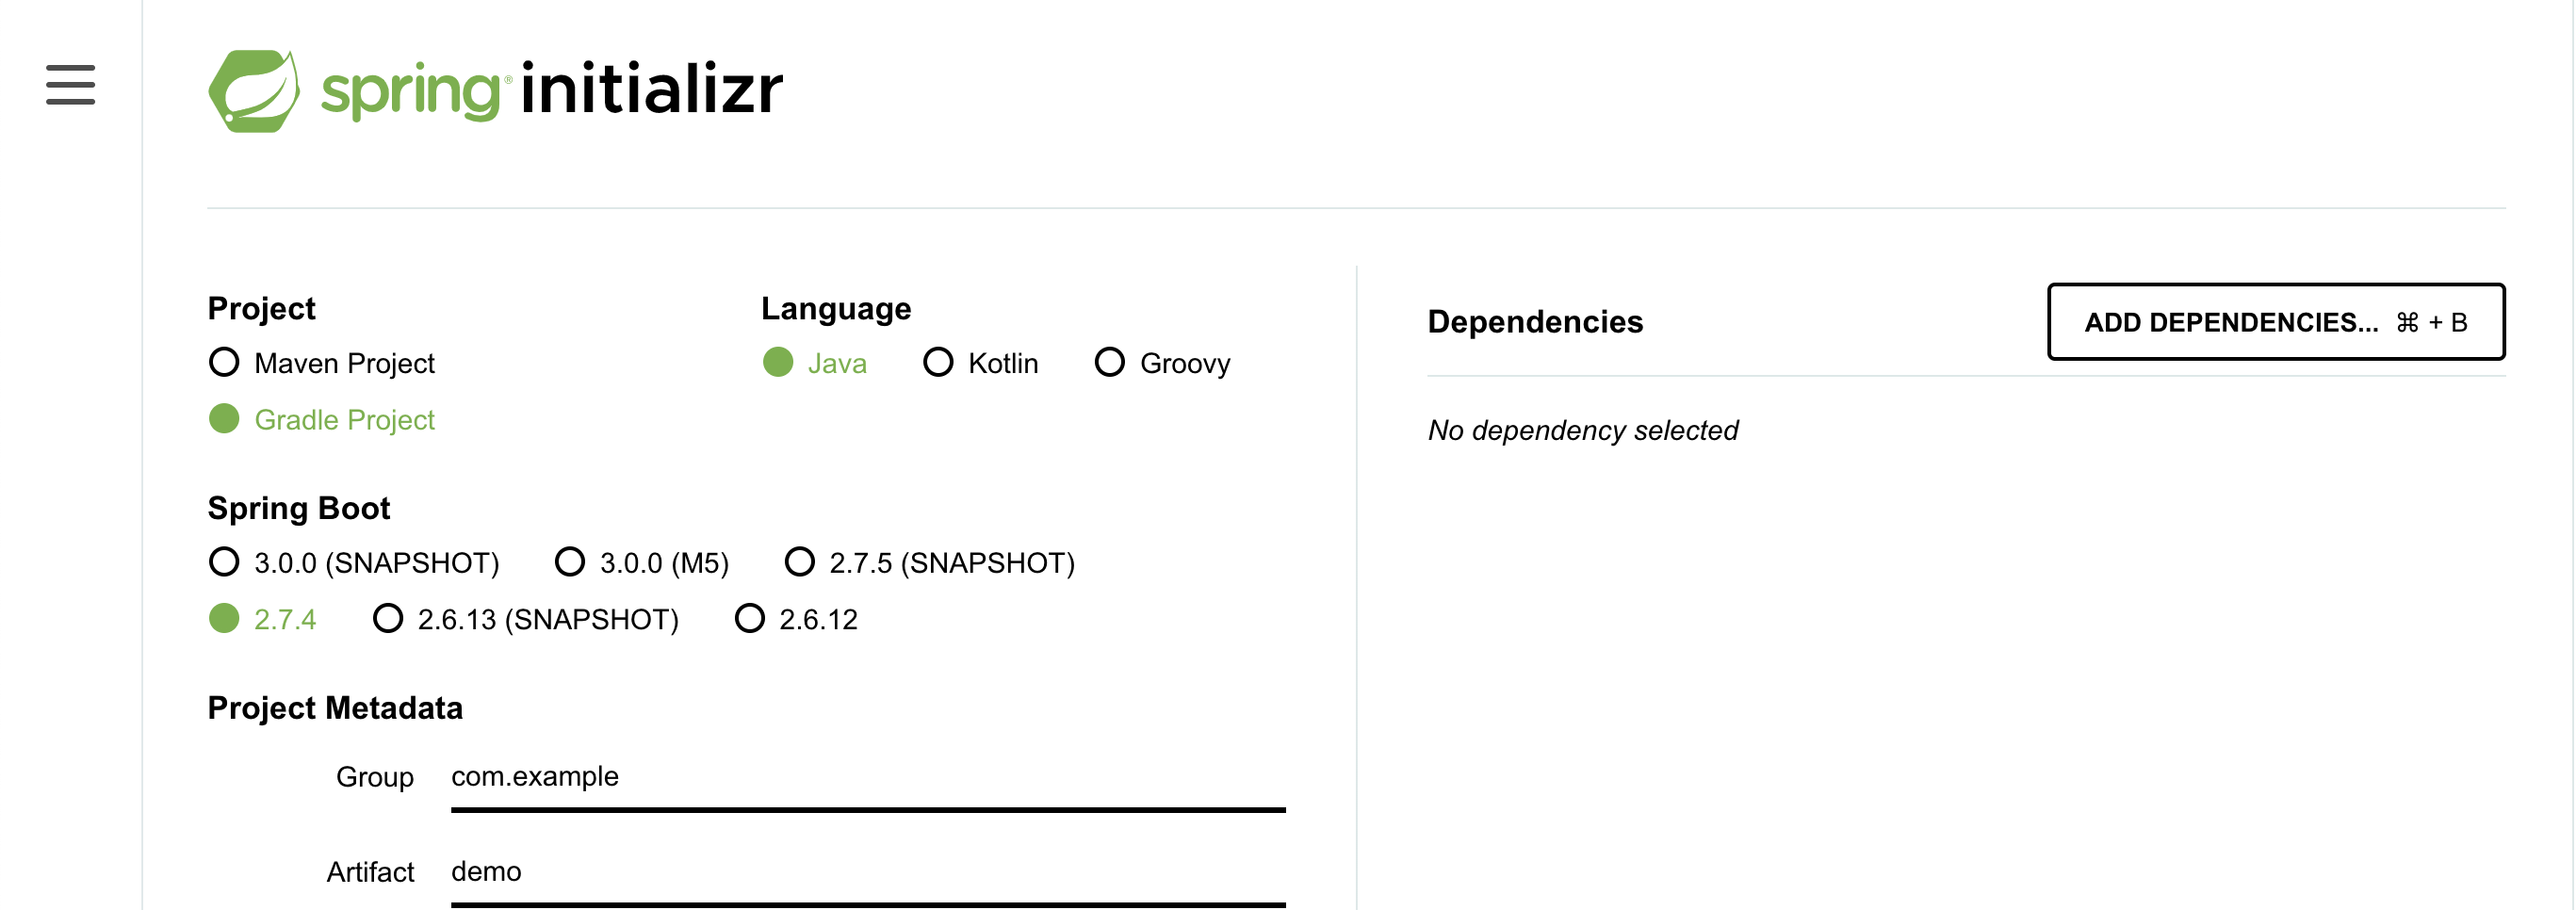 spring® initializr
Project
Maven Project
Gradle Project
Language
Java Kotlin Groovy
Spring Boot
3.0.0 (SNAPSHOT) 3.0.0 (M5) 2.7.5 (SNAPSHOT)
2.7.4 2.6.13 (SNAPSHOT) 2.6.12
Project Metadata
Group com.example
Artifact demo
Dependencies
ADD DEPENDENCIES... ⌘ + B
No dependency selected